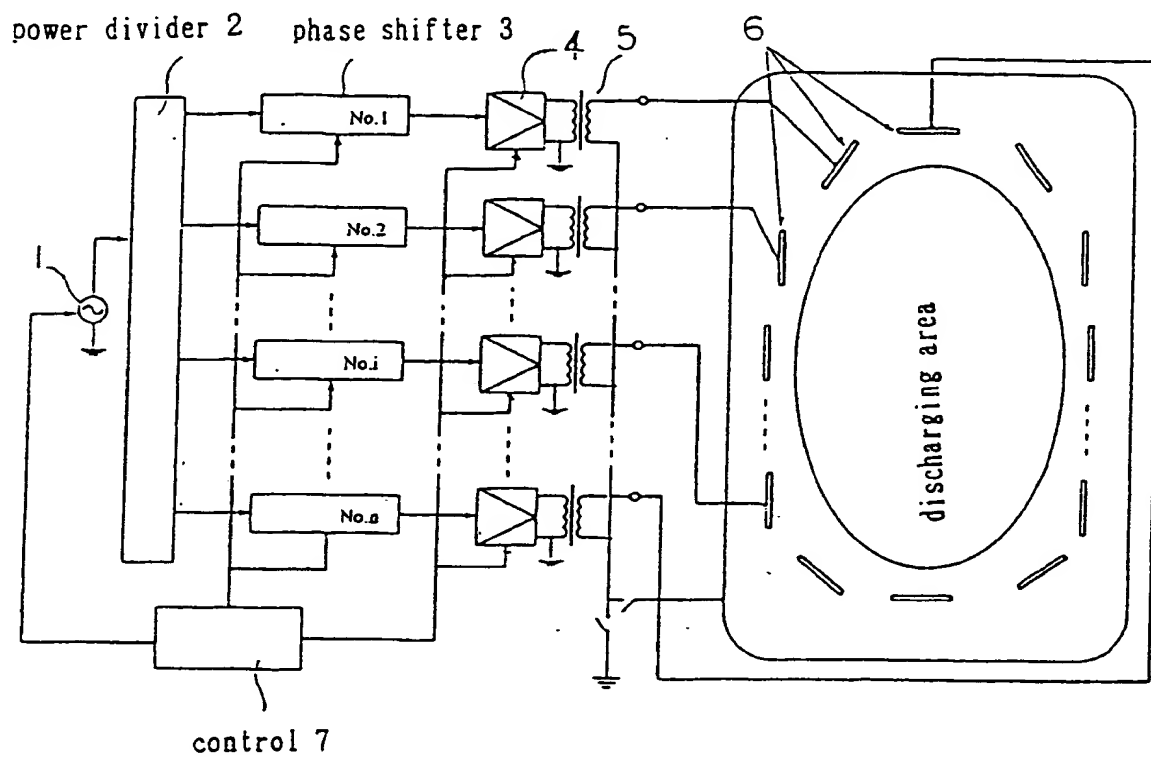 power divider 2
phase shifter 3
4
5
6
No.1
No.2
1
No.i
No.n
discharging area
control 7